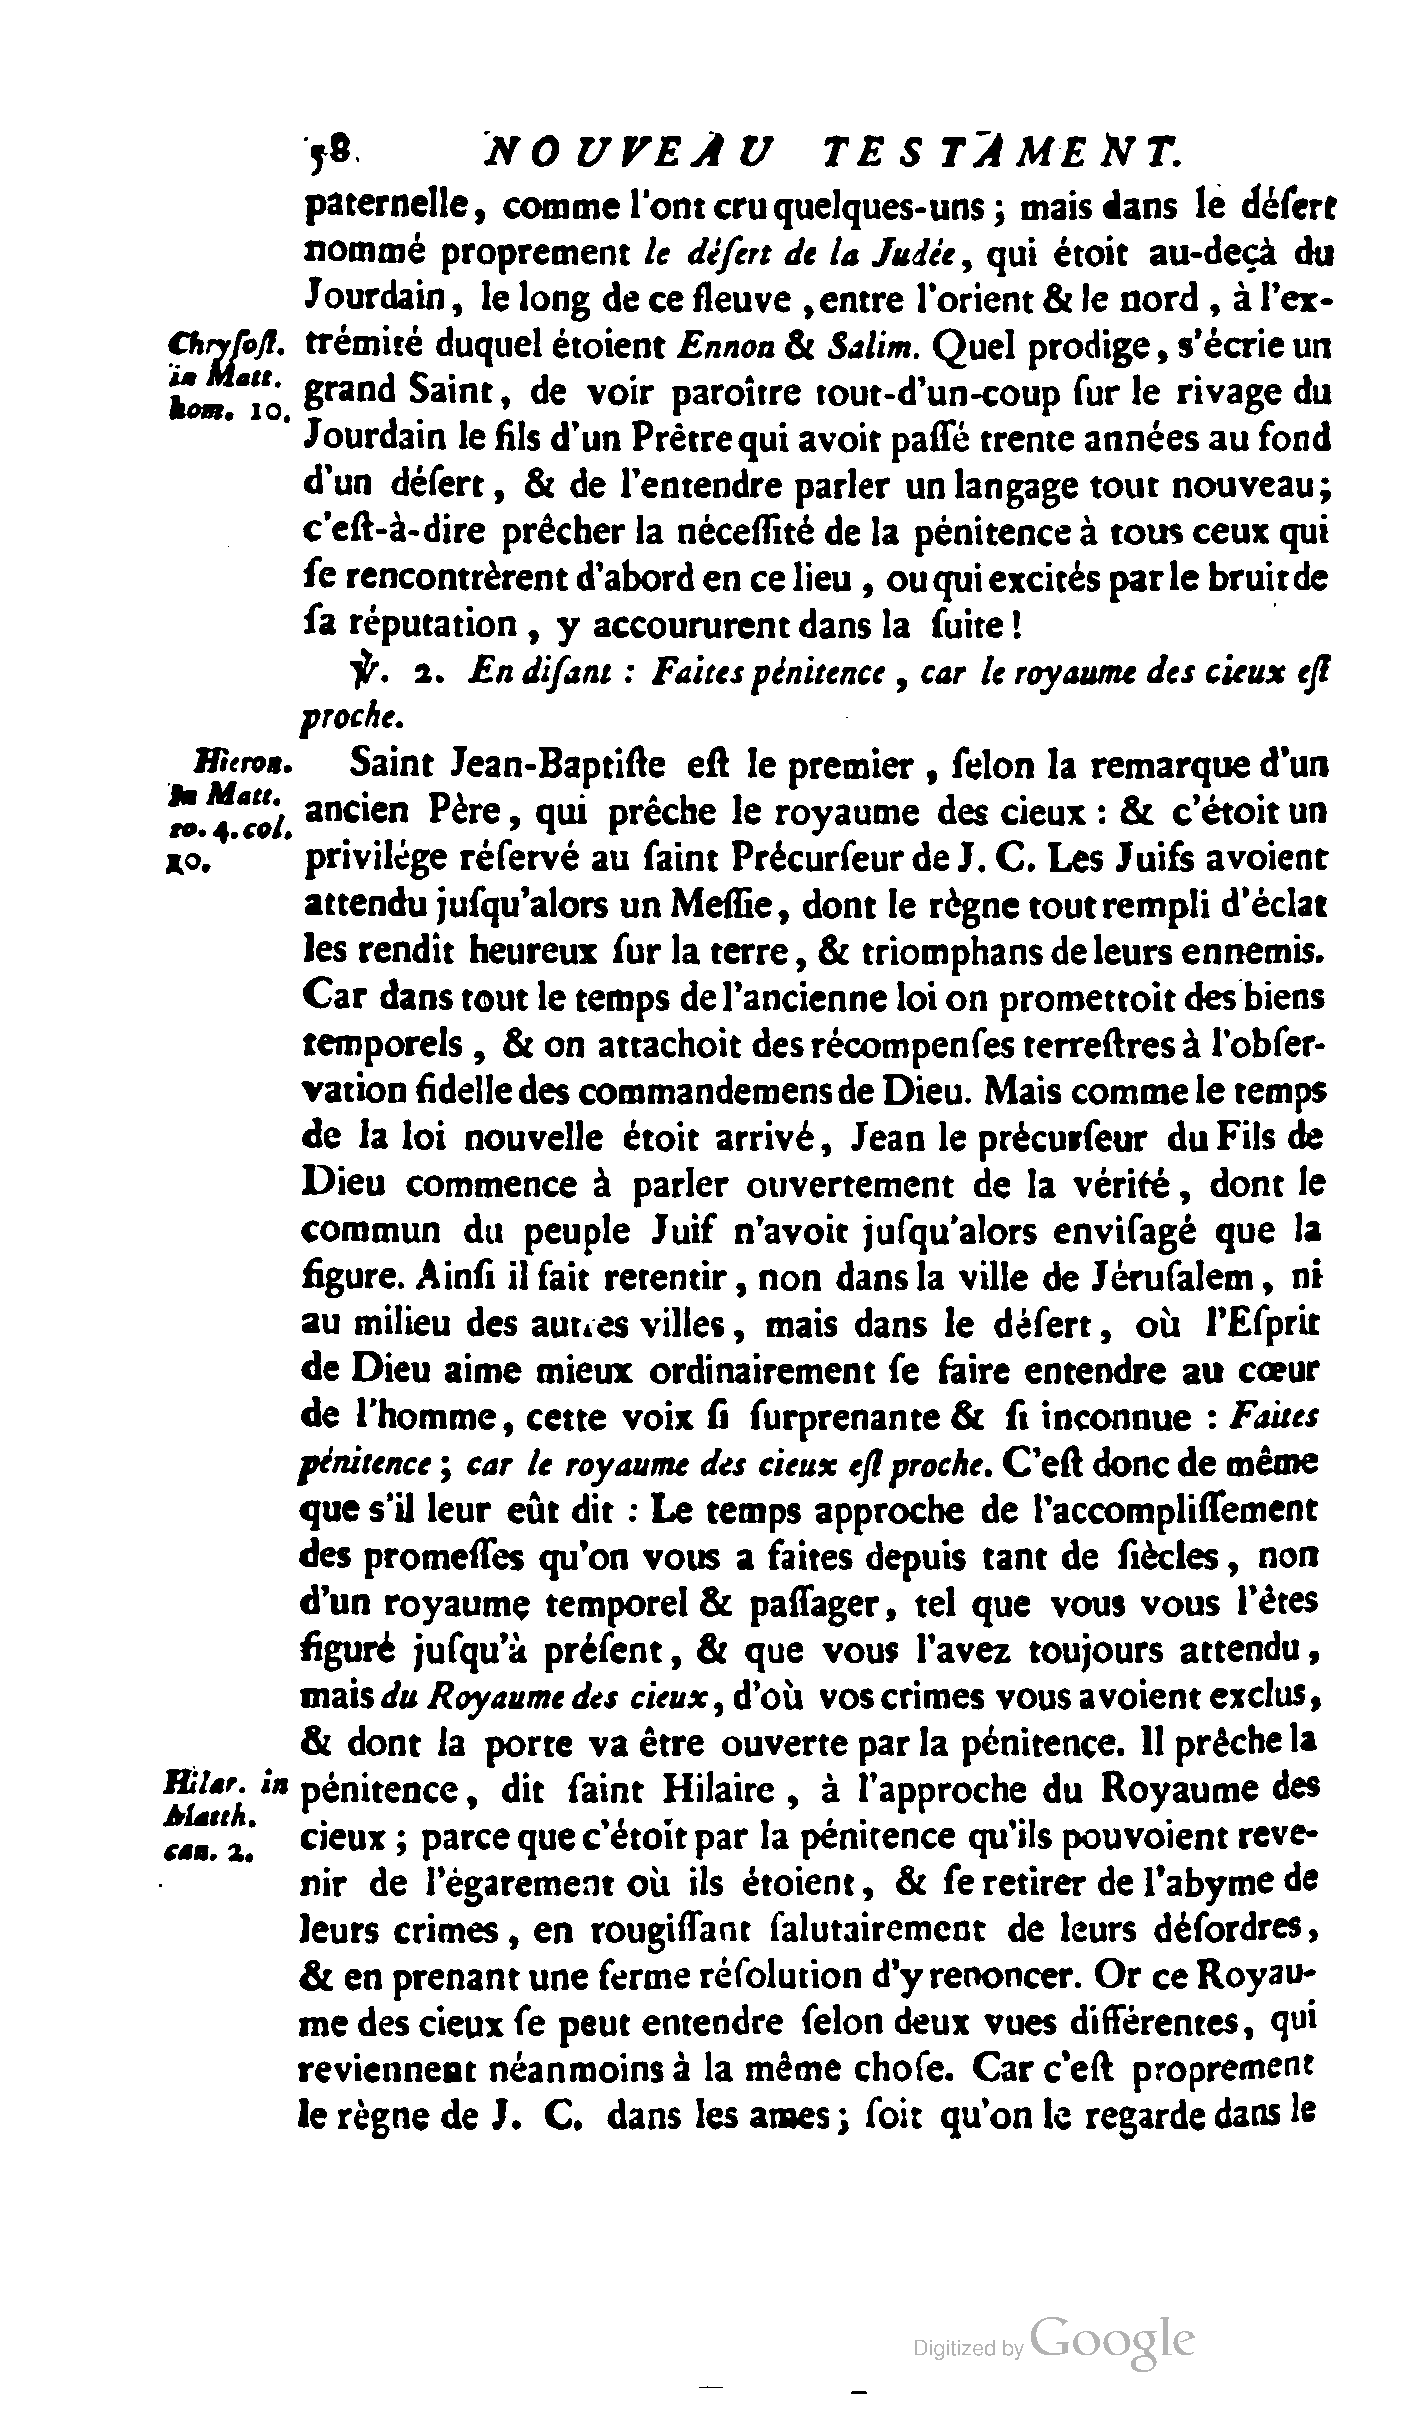 58. NOUVEAU TESTAMENT.
paternelle, comme l'ont cru quelques-uns ; mais dans le déſert
nommé proprement le déſert de la Judée, qui étoit au-deçà du
Jourdain, le long de ce fleuve, entre l'orient & le nord, à l'ex-
Chryſoſt. trémité duquel étoient Ennon & Salim. Quel prodige, s'écrie un
in Matt. grand Saint, de voir paroître tout-d'un-coup ſur le rivage du
hom. 10. Jourdain le fils d'un Prêtre qui avoit paſſé trente années au fond
d'un déſert, & de l'entendre parler un langage tout nouveau ;
c'eſt-à-dire prêcher la néceſſité de la pénitence à tous ceux qui
ſe rencontrèrent d'abord en ce lieu, ou qui excités par le bruit de
ſa réputation, y accoururent dans la ſuite !
℣. 2. En diſant : Faites pénitence, car le royaume des cieux eſt
proche.
Hieron. Saint Jean-Baptiſte eſt le premier, ſelon la remarque d'un
In Matt. ancien Père, qui prêche le royaume des cieux : & c'étoit un
to. 4. col. privilége réſervé au ſaint Précurſeur de J. C. Les Juifs avoient
10. attendu juſqu'alors un Meſſie, dont le règne tout rempli d'éclat
les rendît heureux ſur la terre, & triomphans de leurs ennemis.
Car dans tout le temps de l'ancienne loi on promettoit des biens
temporels, & on attachoit des récompenſes terreſtres à l'obſer-
vation fidelle des commandemens de Dieu. Mais comme le temps
de la loi nouvelle étoit arrivé, Jean le précurſeur du Fils de
Dieu commence à parler ouvertement de la vérité, dont le
commun du peuple Juif n'avoit juſqu'alors enviſagé que la
figure. Ainſi il fait retentir, non dans la ville de Jéruſalem, ni
au milieu des autres villes, mais dans le déſert, où l'Eſprit
de Dieu aime mieux ordinairement ſe faire entendre au cœur
de l'homme, cette voix ſi ſurprenante & ſi inconnue : Faites
pénitence ; car le royaume des cieux eſt proche. C'eſt donc de même
que s'il leur eût dit : Le temps approche de l'accompliſſement
des promeſſes qu'on vous a faites depuis tant de ſiècles, non
d'un royaume temporel & paſſager, tel que vous vous l'êtes
figuré juſqu'à préſent, & que vous l'avez toujours attendu,
mais du Royaume des cieux, d'où vos crimes vous avoient exclus,
& dont la porte va être ouverte par la pénitence. Il prêche la
Hilar. in pénitence, dit ſaint Hilaire, à l'approche du Royaume des
Matth. cieux ; parce que c'étoit par la pénitence qu'ils pouvoient reve-
can. 2. nir de l'égarement où ils étoient, & ſe retirer de l'abyme de
leurs crimes, en rougiſſant ſalutairement de leurs déſordres,
& en prenant une ferme réſolution d'y renoncer. Or ce Royau-
me des cieux ſe peut entendre ſelon deux vues différentes, qui
reviennent néanmoins à la même choſe. Car c'eſt proprement
le règne de J. C. dans les ames ; ſoit qu'on le regarde dans le
Digitized by Google